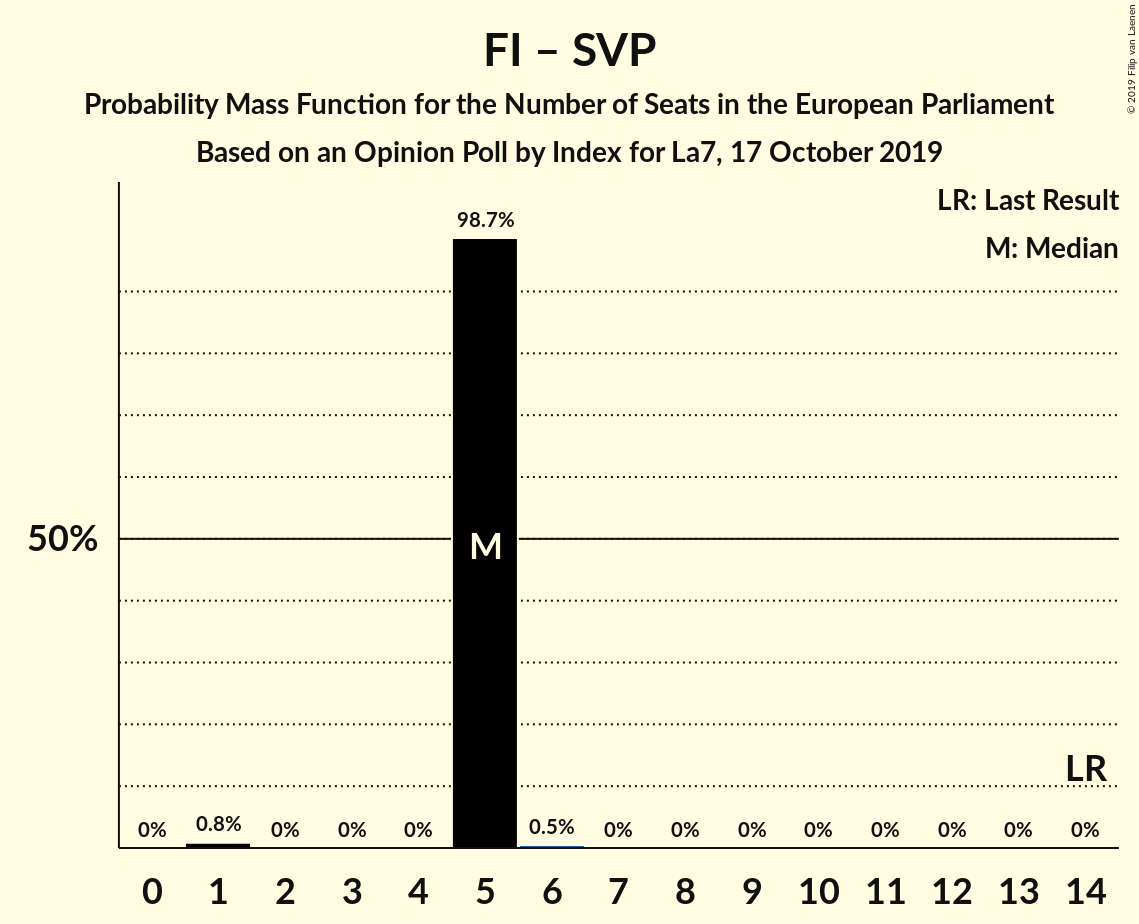 FI – SVP
Probability Mass Function for the Number of Seats in the European Parliament
Based on an Opinion Poll by Index for La7, 17 October 2019
© 2019 Filip van Laenen
LR: Last Result
M: Median
98.7%
50%
M
LR
0% 0.8% 0% 0% 0% 0.5% 0% 0% 0% 0% 0% 0% 0% 0%
0 1 2 3 4 5 6 7 8 9 10 11 12 13 14